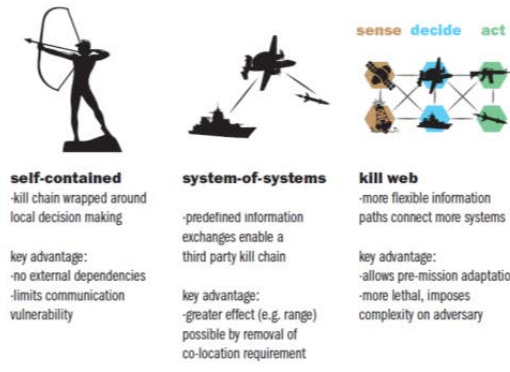 sense decide act
self-contained
-kill chain wrapped around
local decision making
key advantage:
-no external dependencies
-limits communication
vulnerability
system-of-systems
-predefined information
exchanges enable a
third party kill chain
key advantage:
-greater effect (e.g. range)
possible by removal of
co-location requirement
kill web
-more flexible information
paths connect more systems
key advantage:
-allows pre-mission adaptatio
-more lethal, imposes
complexity on adversary